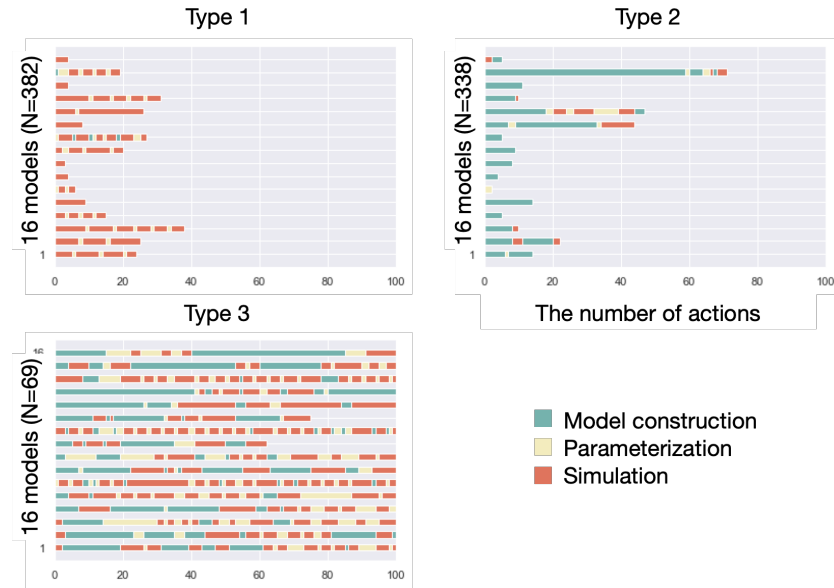 Type 1
16 models (N=382)
1
0 20 40 60 80 100
Type 2
16 models (N=338)
1
0 20 40 60 80 100
The number of actions
Type 3
16 models (N=69)
16
1
0 20 40 60 80 100
Model construction
Parameterization
Simulation